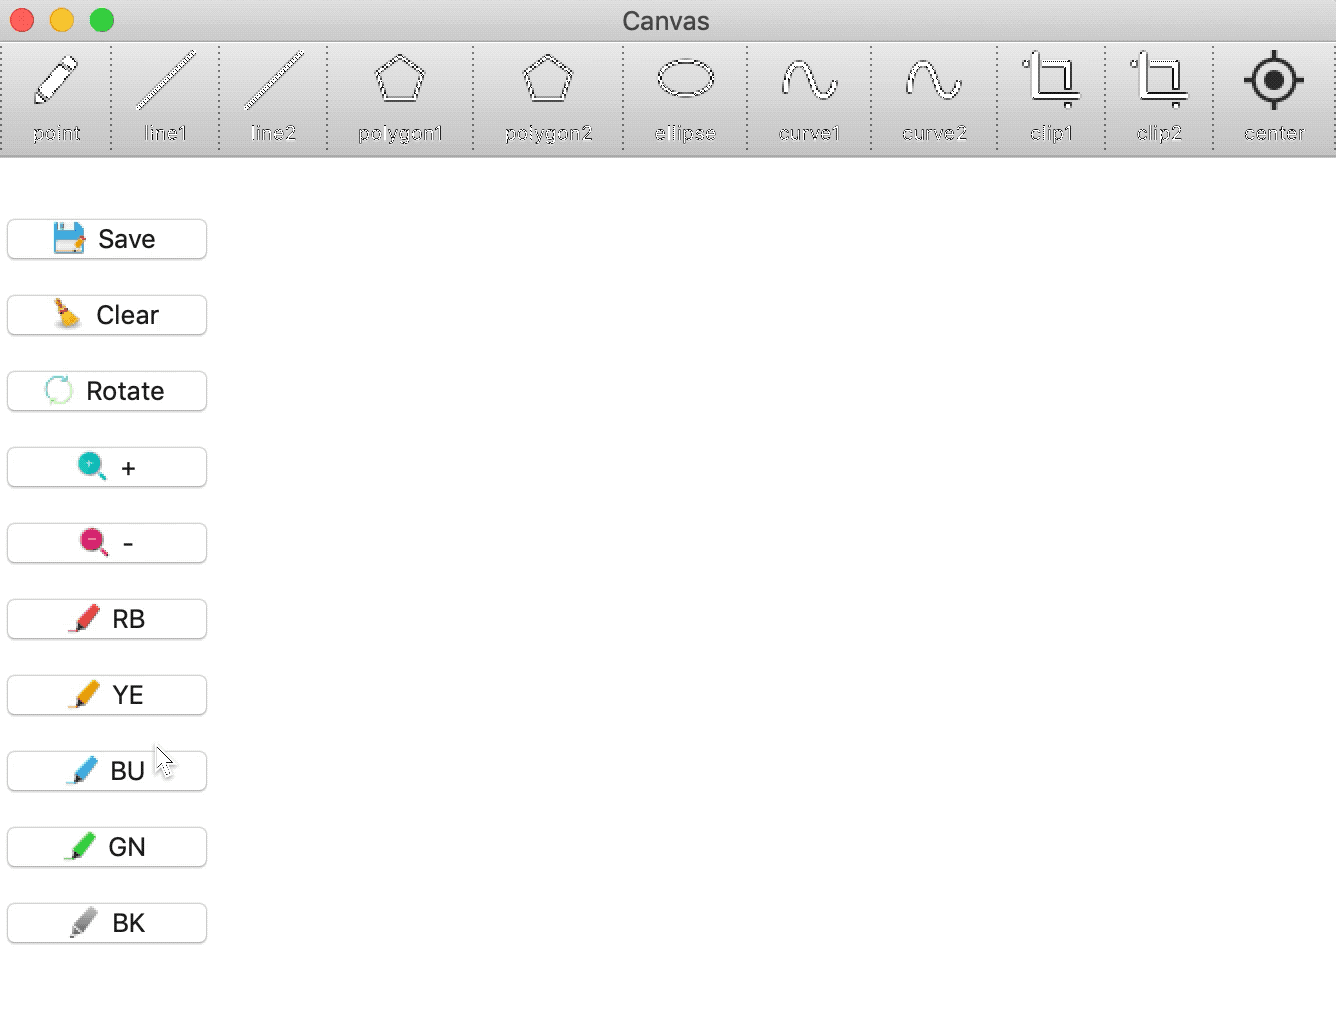 Canvas
point line1 line2 polygon1 polygon2 ellipse curve1 curve2 clip1 clip2 center
Save
Clear
Rotate
+
-
RB
YE
BU
GN
BK